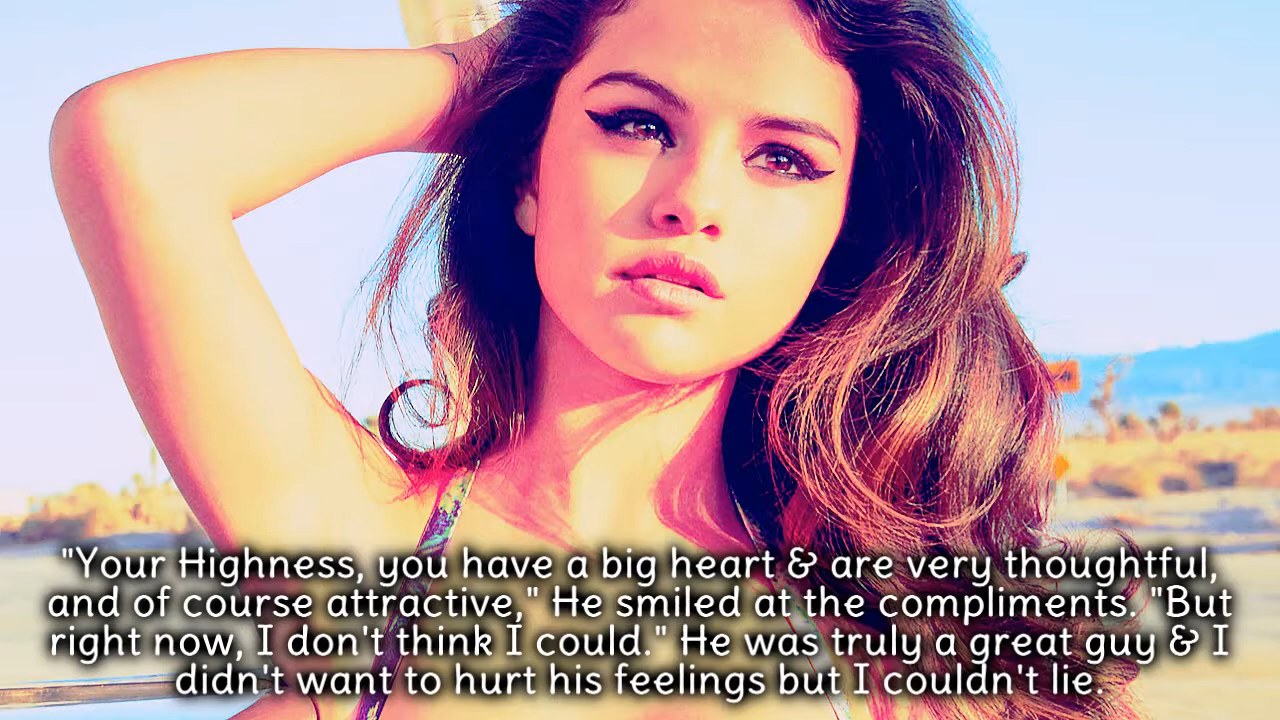 "Your Highness, you have a big heart & are very thoughtful,
and of course attractive," He smiled at the compliments. "But
right now, I don't think I could." He was truly a great guy & I
didn't want to hurt his feelings but I couldn't lie.